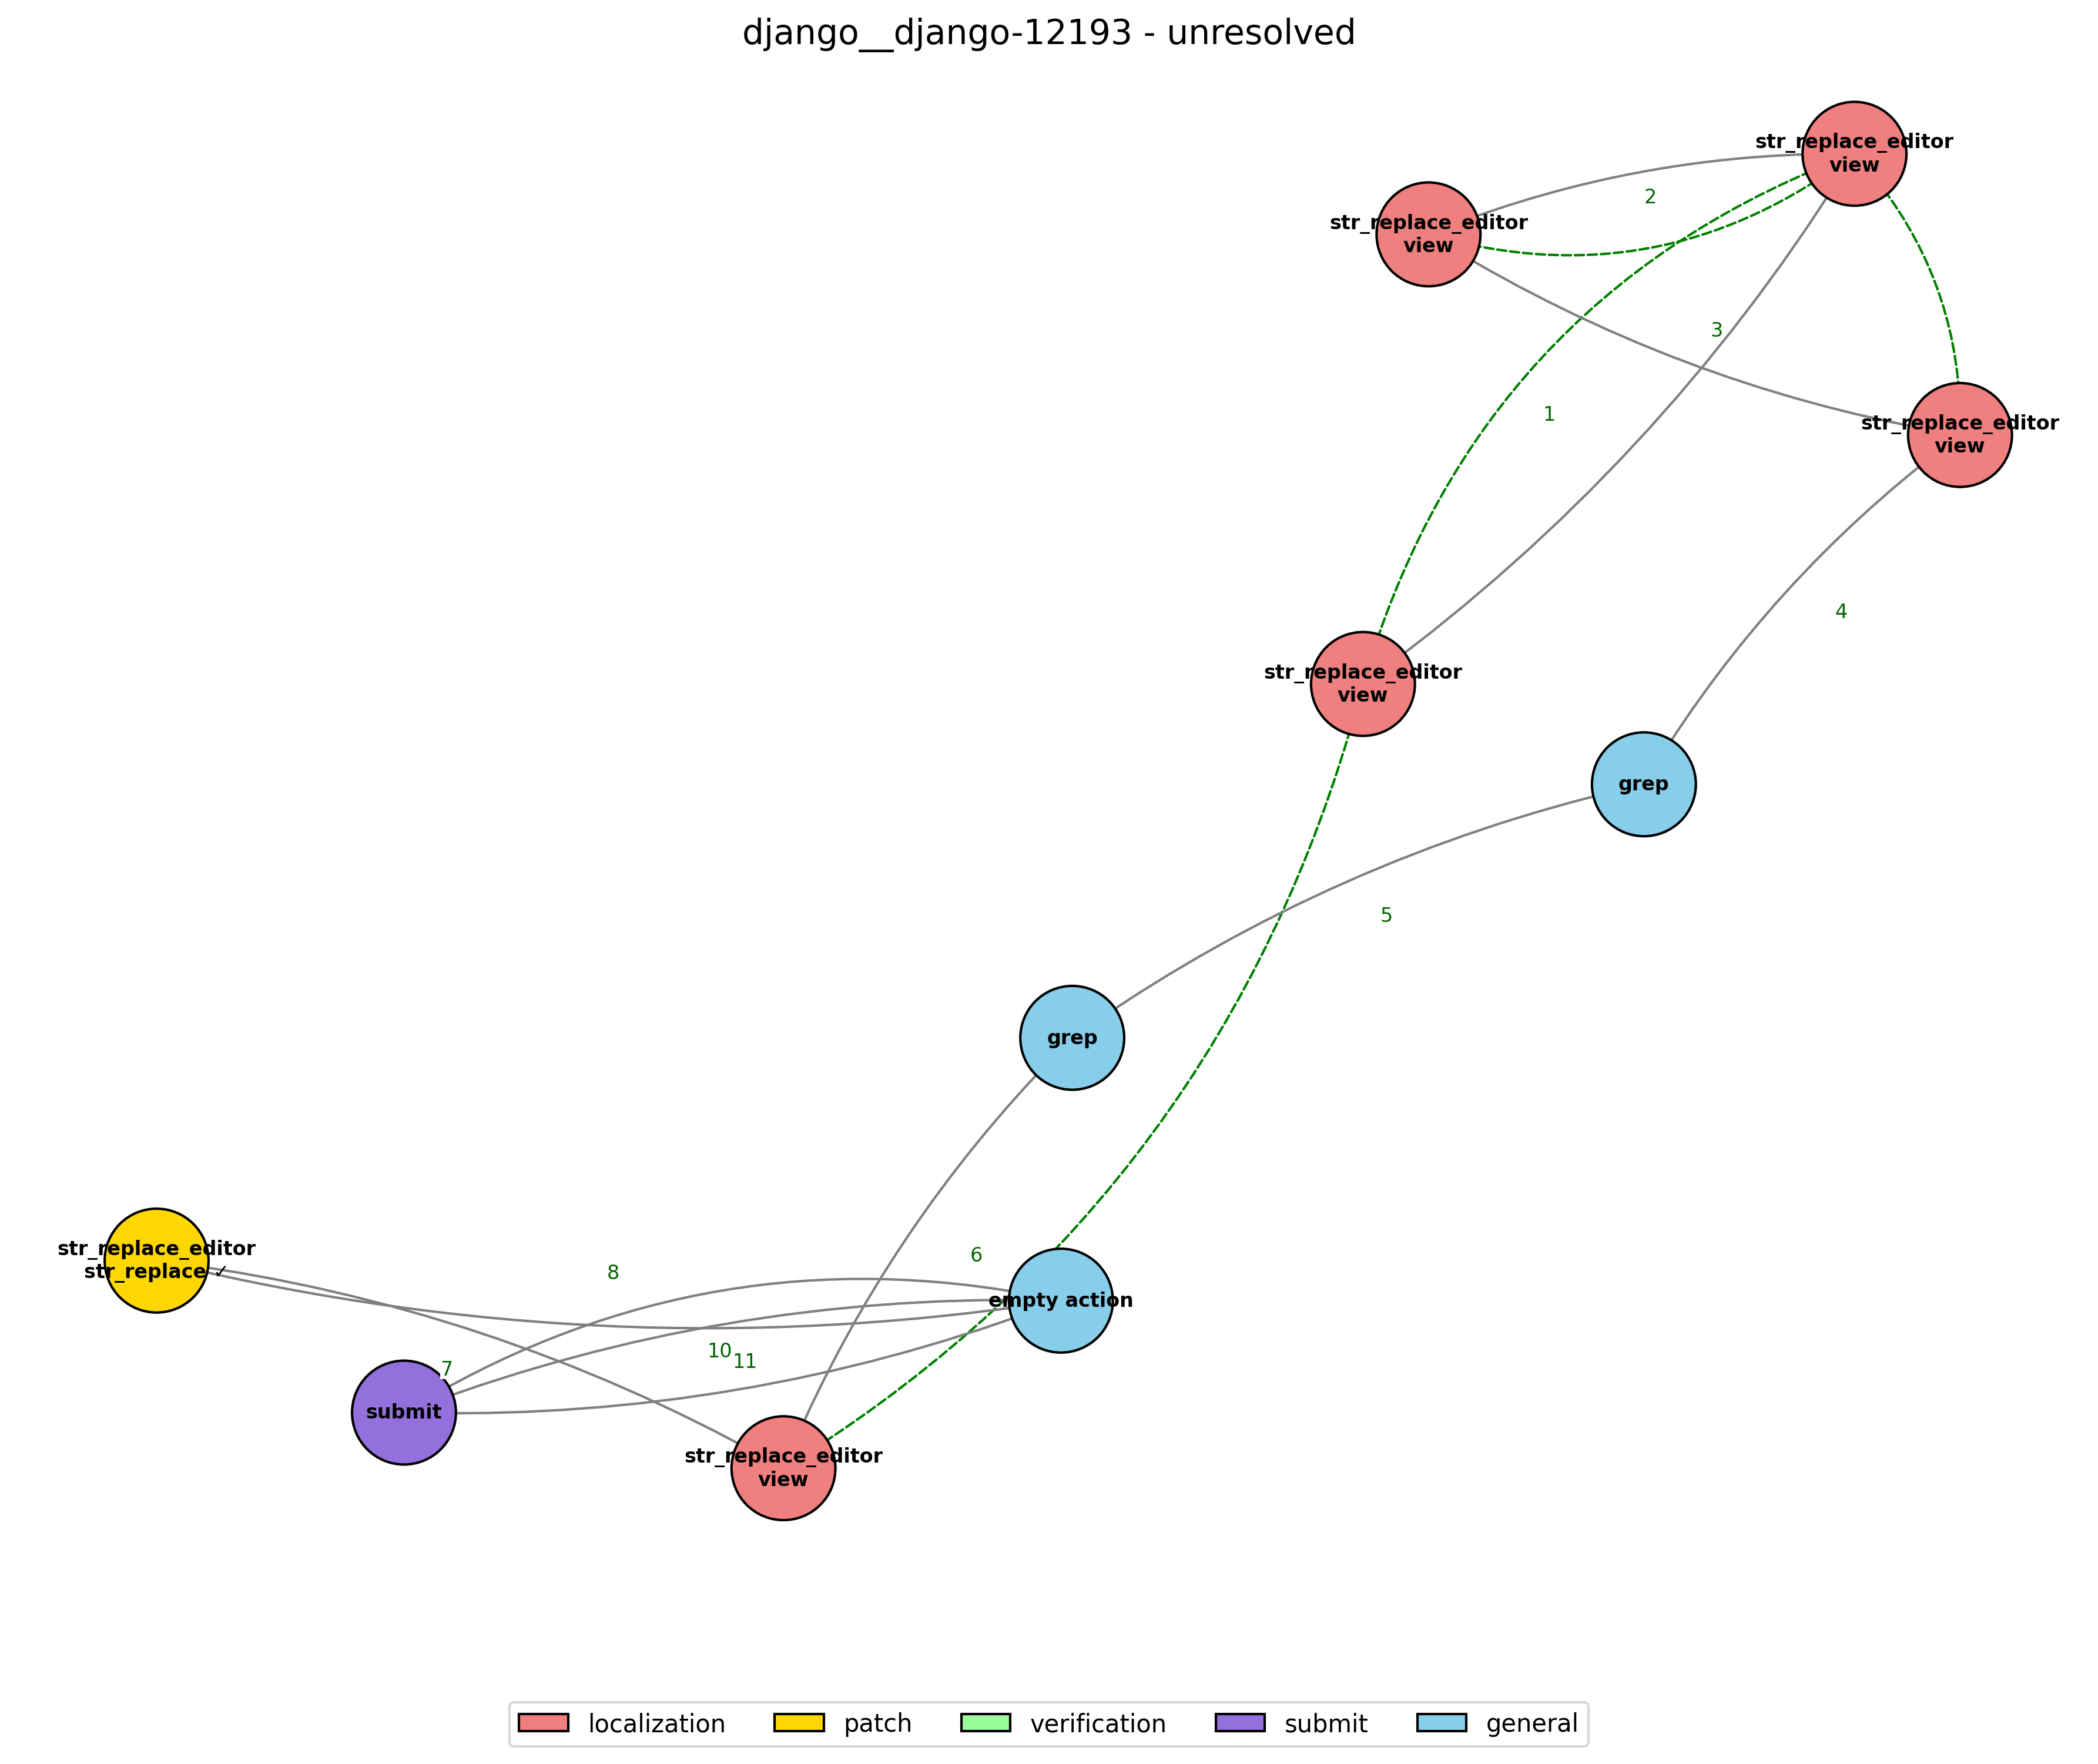 django__django-12193 - unresolved
str_replace_editor
view
2
str_replace_editor
view
3
1
str_replace_editor
view
4
str_replace_editor
view
grep
5
grep
6
str_replace_editor
str_replace ✓
8
empty action
10
11
7
submit
str_replace_editor
view
localization
patch
verification
submit
general